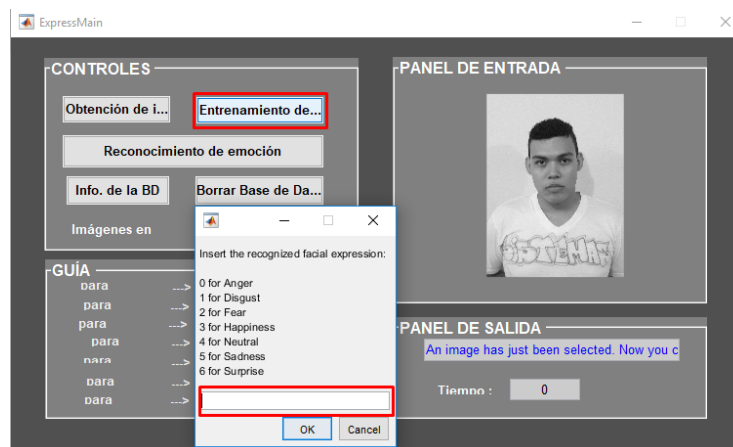 ExpressMain
CONTROLES
Obtención de i...
Entrenamiento de...
Reconocimiento de emoción
Info. de la BD
Borrar Base de Da...
Imágenes en
GUÍA
para --->
para --->
para --->
para --->
para --->
para --->
para --->
Insert the recognized facial expression:
0 for Anger
1 for Disgust
2 for Fear
3 for Happiness
4 for Neutral
5 for Sadness
6 for Surprise
OK
Cancel
PANEL DE ENTRADA
SISTEMAS
PANEL DE SALIDA
An image has just been selected. Now you c
Tiempo :
0